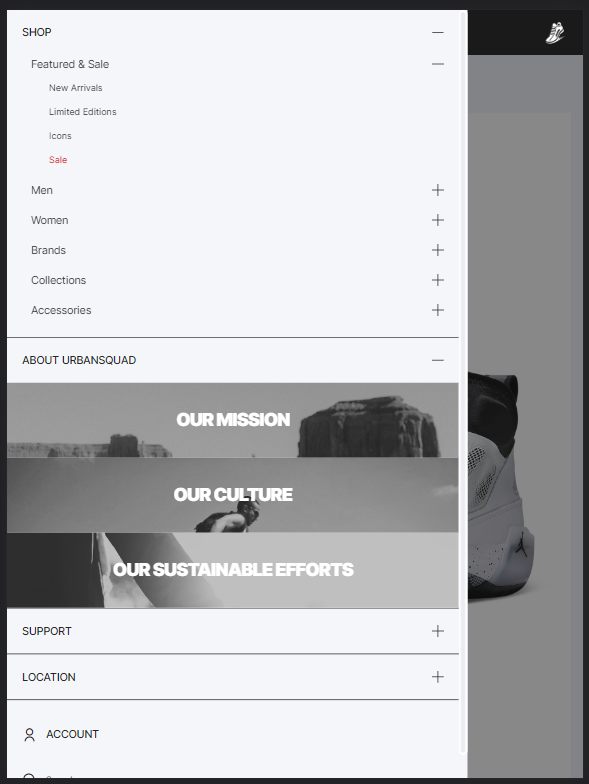 SHOP
Featured & Sale
New Arrivals
Limited Editions
Icons
Sale
Men
Women
Brands
Collections
Accessories
ABOUT URBANSQUAD
OUR MISSION
OUR CULTURE
OUR SUSTAINABLE EFFORTS
SUPPORT
LOCATION
ACCOUNT